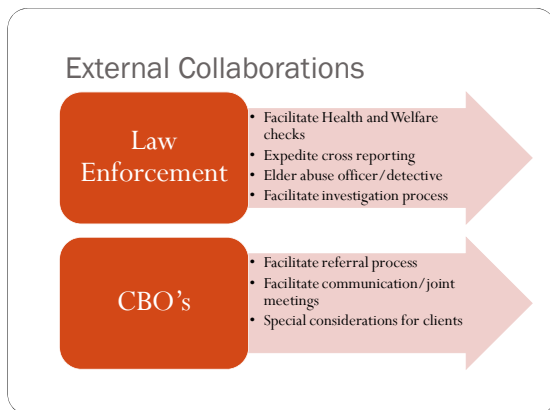 External Collaborations
Law
Enforcement
• Facilitate Health and Welfare
checks
• Expedite cross reporting
• Elder abuse officer/detective
• Facilitate investigation process
CBO’s
• Facilitate referral process
• Facilitate communication/joint
meetings
• Special considerations for clients